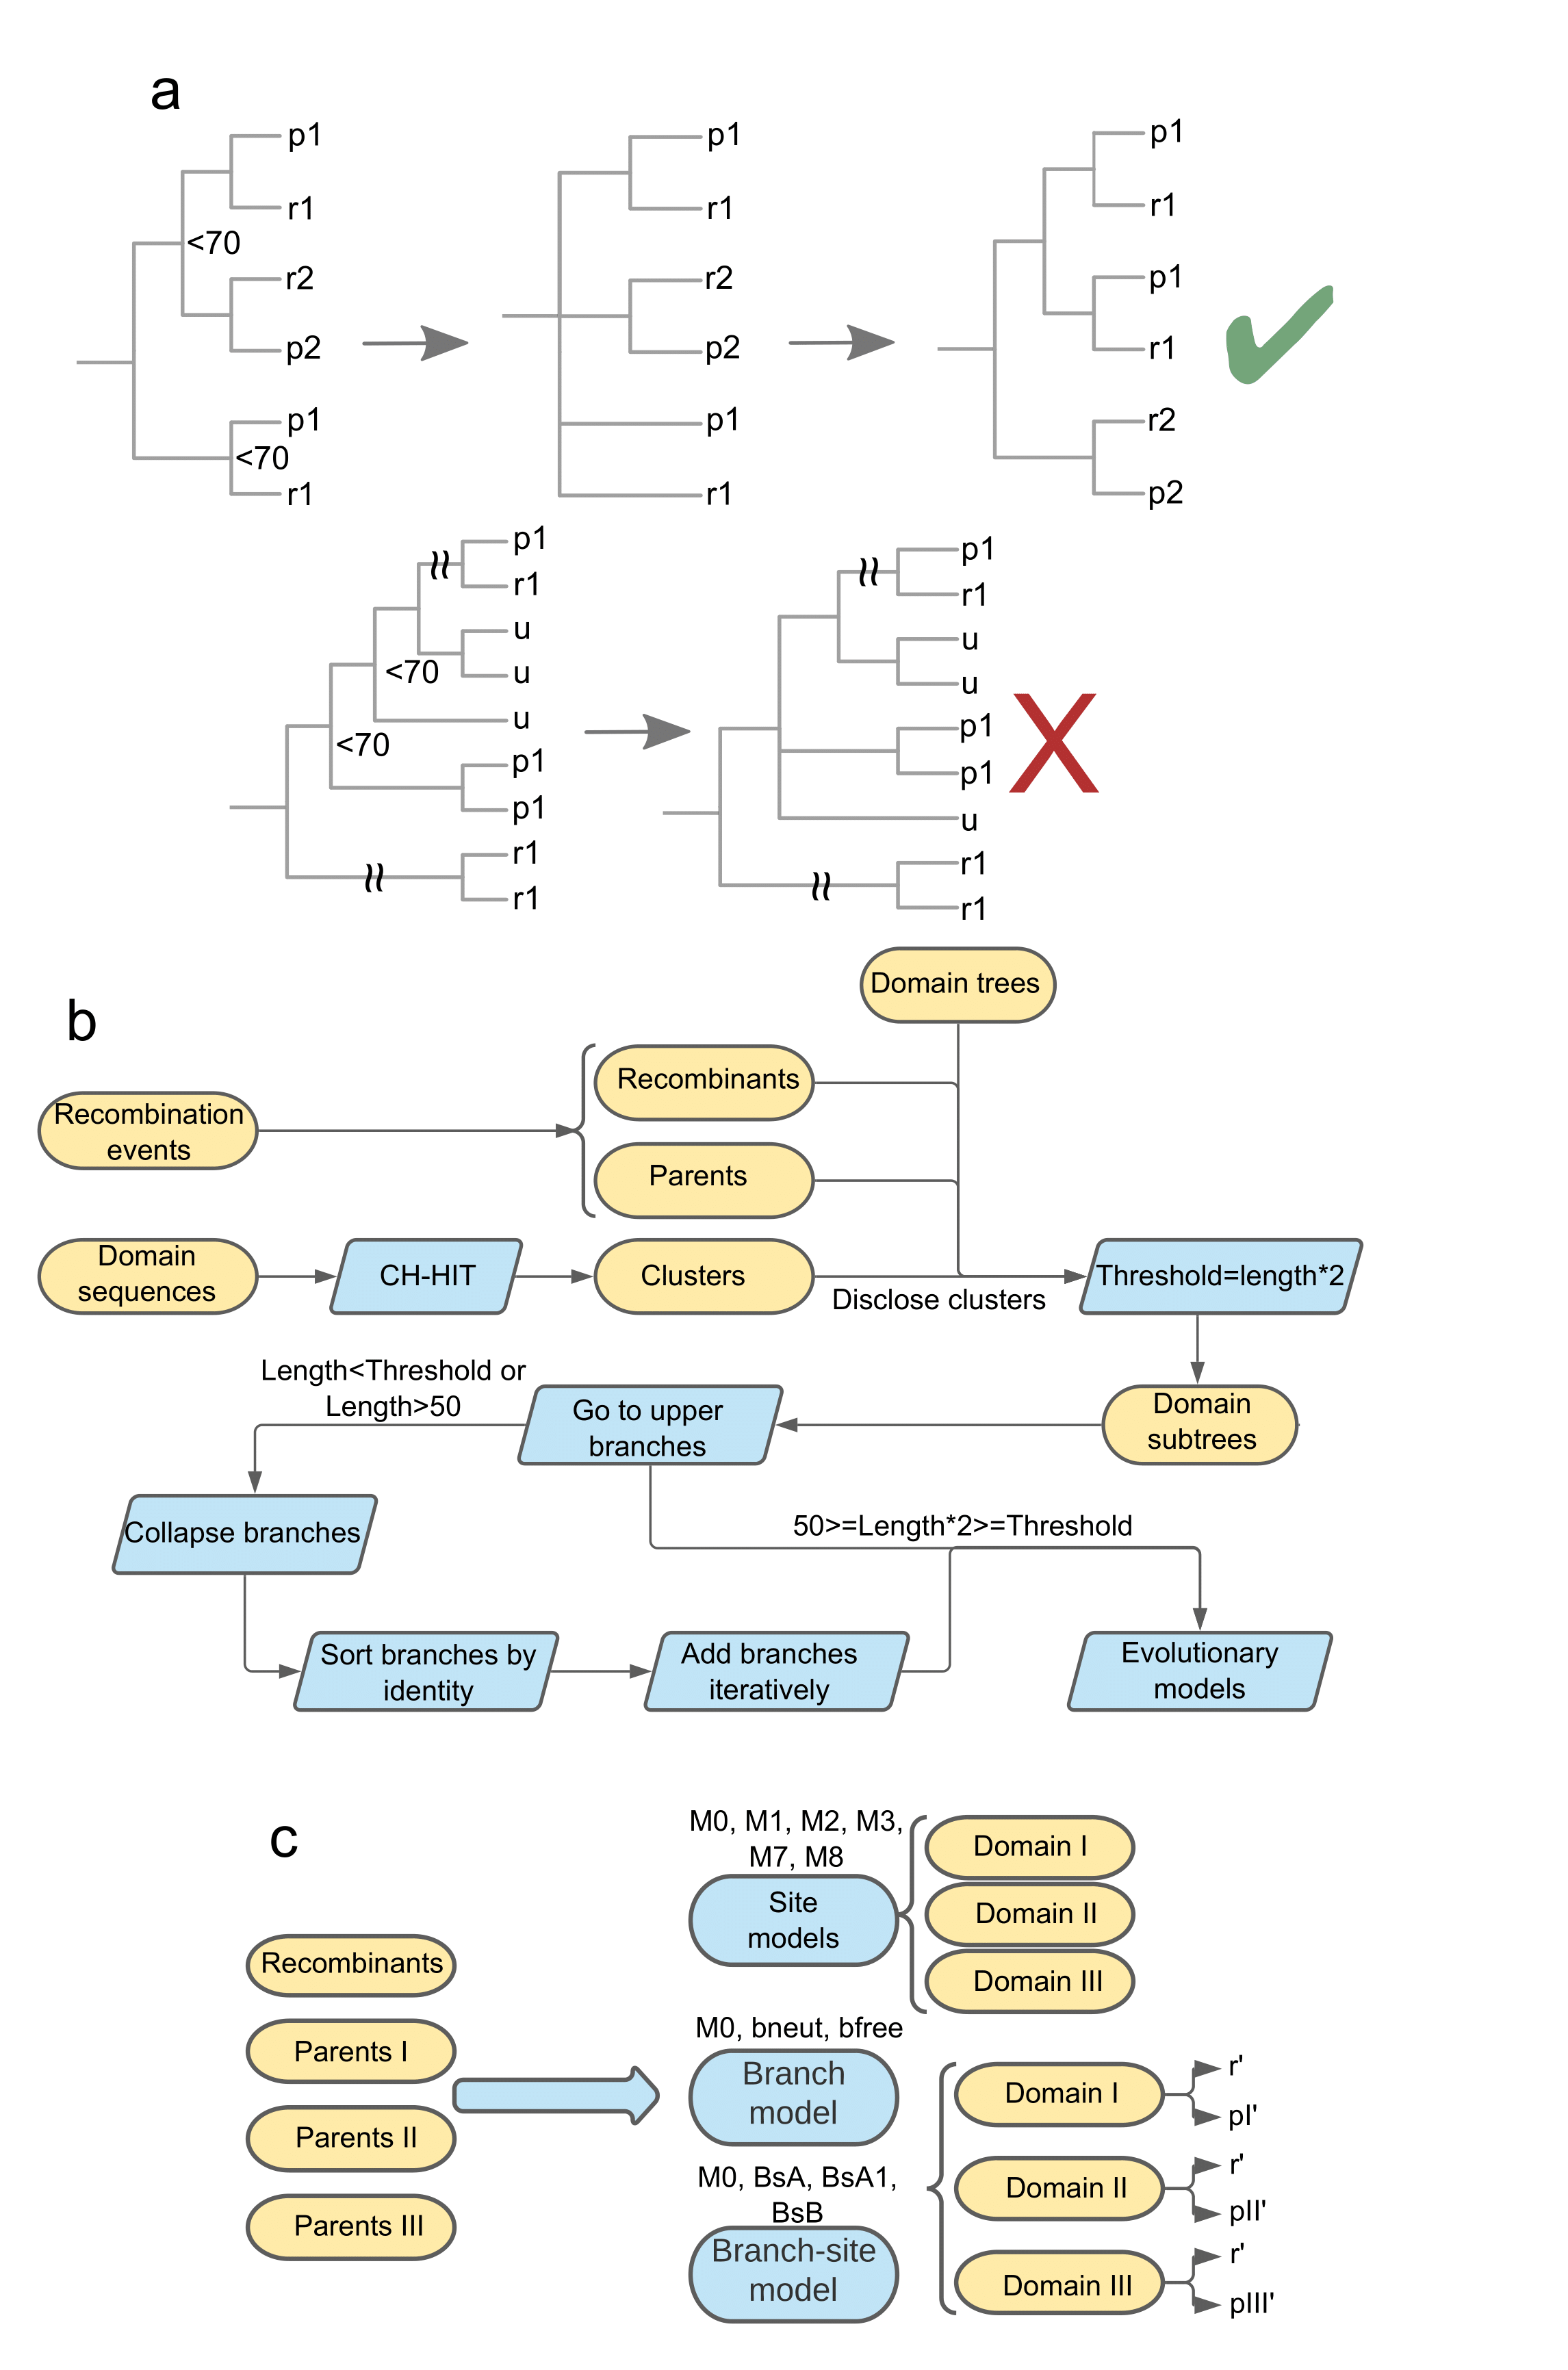 a
p1
r1
<70
r2
p2
p1
<70
r1
p1
r1
r2
p2
p1
r1
p1
r1
p1
r1
r2
p2
p1
r1
u
u
<70
u
<70
p1
p1
r1
r1
p1
r1
u
u
p1
p1
X
u
r1
r1
b
Domain trees
Recombination
events
Recombinants
Parents
Domain
sequences
CH-HIT
Clusters
Disclose clusters
Threshold=length*2
Domain
subtrees
Go to upper
branches
Length<Threshold or
Length>50
Collapse branches
50>=Length*2>=Threshold
Sort branches by
identity
Add branches
iteratively
Evolutionary
models
c
Recombinants
Parents I
Parents II
Parents III
M0, M1, M2, M3,
M7, M8
Site
models
Domain I
Domain II
Domain III
M0, bneut, bfree
Branch
model
M0, BsA, BsA1,
BsB
Branch-site
model
Domain I
r'
pI'
Domain II
r'
pII'
Domain III
r'
pIII'